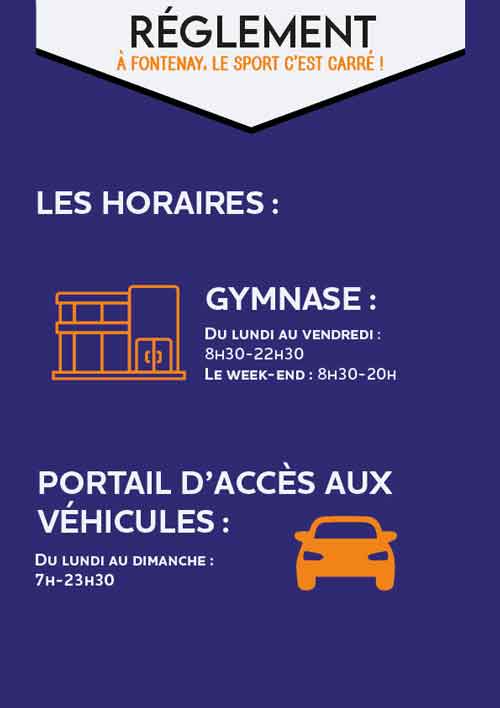 RÉGLEMENT
À FONTENAY, LE SPORT C'EST CARRÉ !
LES HORAIRES :
GYMNASE :
DU LUNDI AU VENDREDI :
8H30-22H30
LE WEEK-END : 8H30-20H
PORTAIL D'ACCÈS AUX
VÉHICULES :
DU LUNDI AU DIMANCHE :
7H-23H30